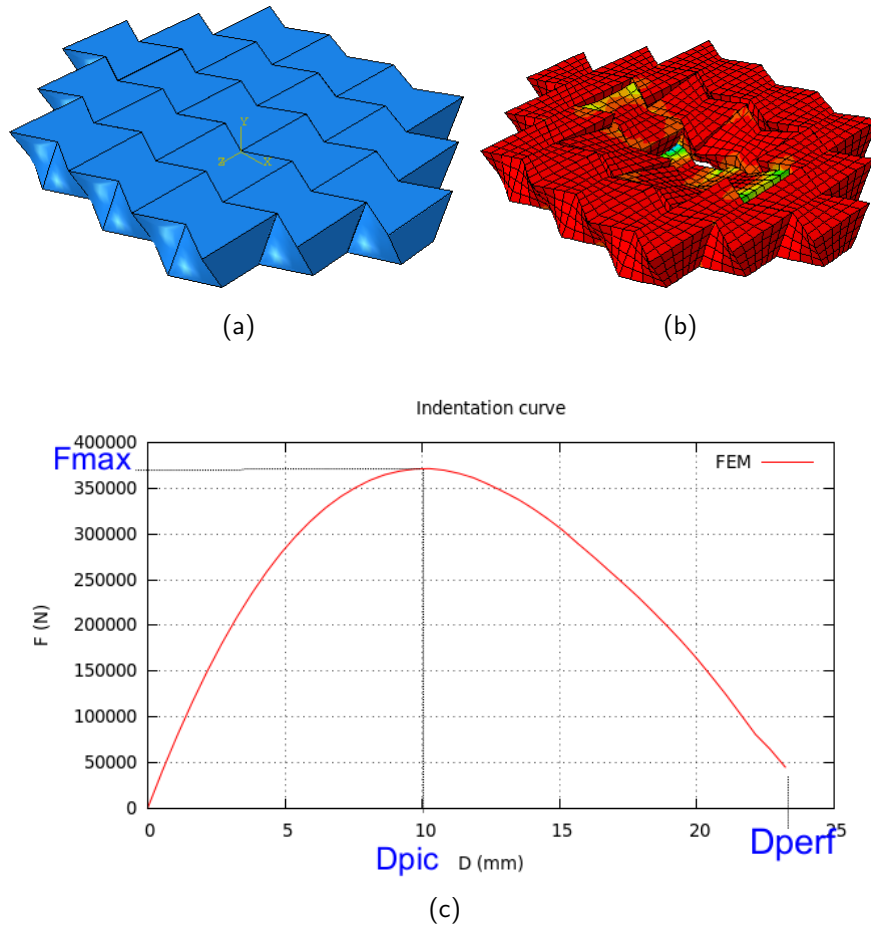 Y
Z X
(a) (b)
Indentation curve
400000
Fmax
FEM
350000
300000
250000
F (N)
200000
150000
100000
50000
0
0 5 10 15 20 25
Dpic D (mm) Dperf
(c)